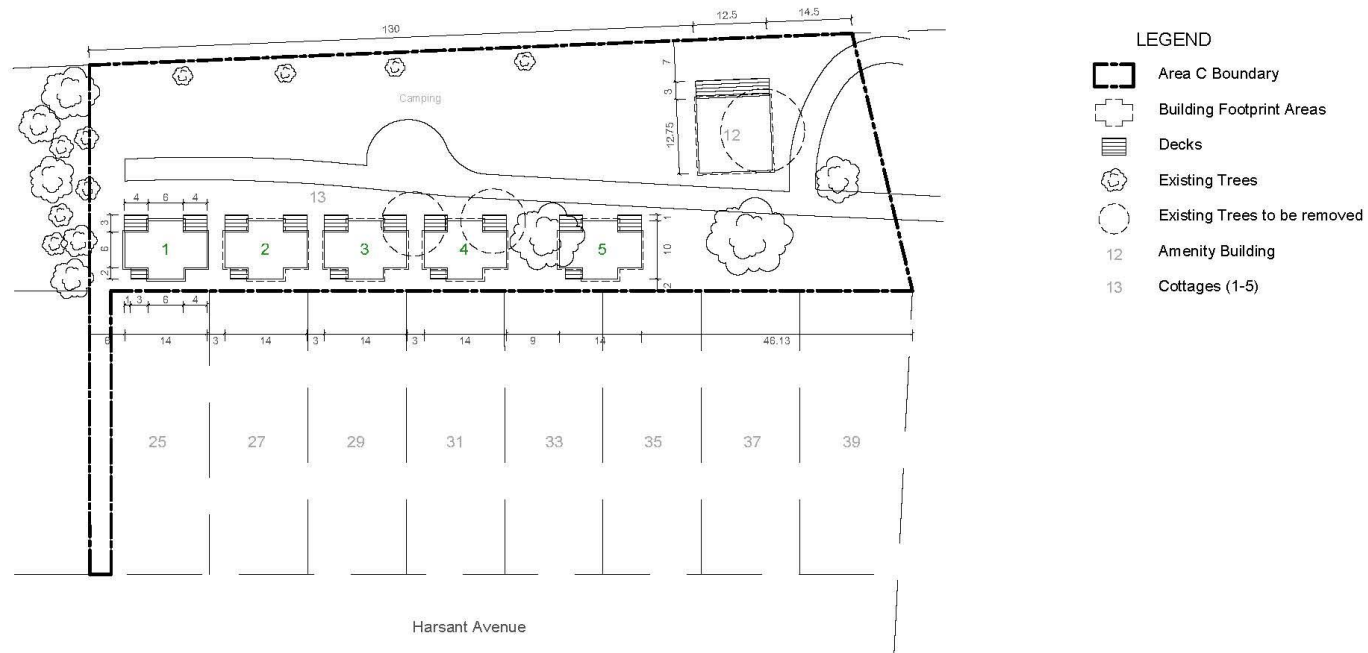 12.5
14.5
130
7
3
12.75
Camping
12
13
4 6 4
3
6
2
1
10
2
1 2 3 4 5
1 3 6 4
6 14 3 14 3 14 3 14 9 14 46.13
25 27 29 31 33 35 37 39
Harsant Avenue
LEGEND
Area C Boundary
Building Footprint Areas
Decks
Existing Trees
Existing Trees to be removed
12 Amenity Building
13 Cottages (1-5)